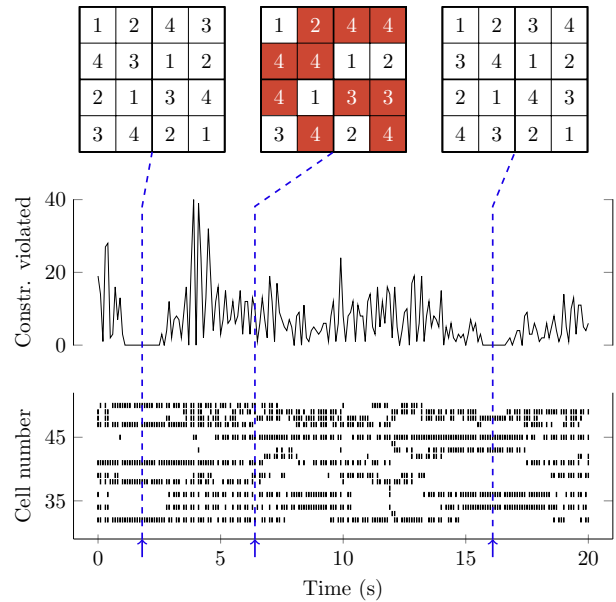 1 2 4 3 1 2 4 4 1 2 4 3
4 3 1 2 4 4 1 2 3 4 1 2
2 1 3 4 4 1 3 3 2 1 4 3
3 4 2 1 3 4 2 4 4 3 2 1
40
20
0
Constr. violated
45
35
Cell number
0 5 10 15 20
Time (s)